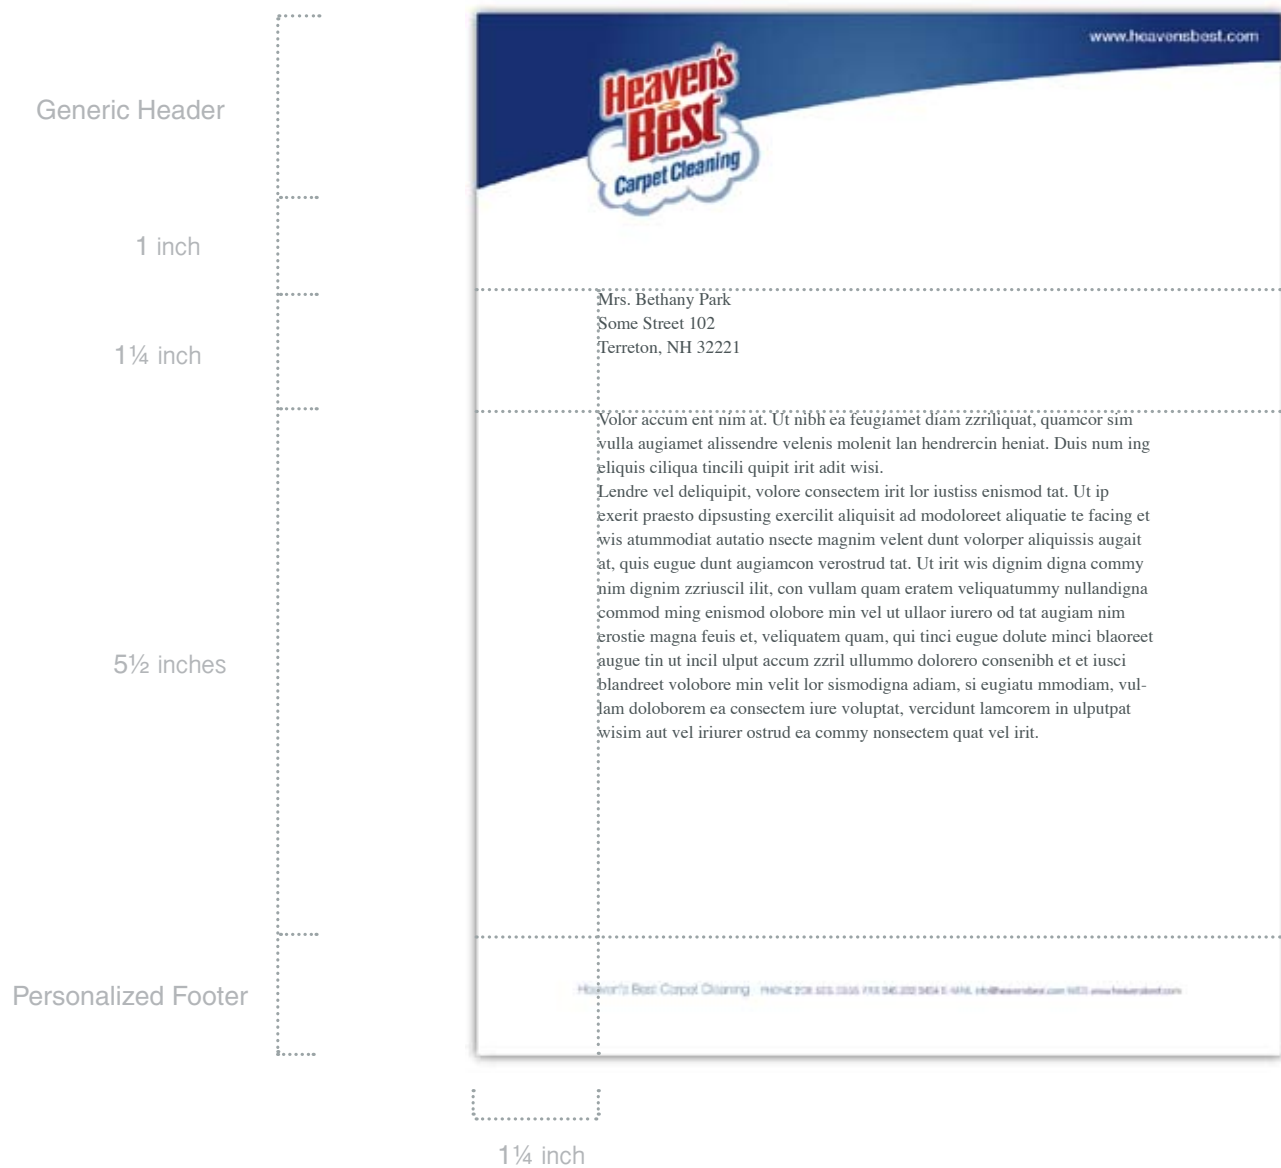 www.heavensbest.com
Heaven's
Best
Carpet Cleaning
Generic Header
1 inch
1¼ inch
5½ inches
Personalized Footer
Mrs. Bethany Park
Some Street 102
Terreton, NH 32221
Volor accum ent nim at. Ut nibh ea feugiamet diam zzriliquat, quamcor sim
vulla augiamet alissendre velenis molenit lan hendrercin heniat. Duis num ing
eliquis ciliqua tincili quipit irit adit wisi.
Lendre vel deliquipit, volore consectem irit lor iustiss enismod tat. Ut ip
exerit praesto dipsusting exercilit aliquisit ad modoloreet aliquatie te facing et
wis atummodiat autatio nsecte magnim velent dunt volorper aliquissis augait
at, quis eugue dunt augiamcon verostrud tat. Ut irit wis dignim digna commy
nim dignim zzriuscil ilit, con vullam quam eratem veliquatummy nullandigna
commod ming enismod olobore min vel ut ullaor iurero od tat augiam nim
erostie magna feuis et, veliquatem quam, qui tinci eugue dolute minci blaoreet
augue tin ut incil ulput accum zzril ullummo dolorero consenibh et et iusci
blandreet volobore min velit lor sismodigna adiam, si eugiatu mmodiam, vul-
lam doloborem ea consectem iure voluptat, vercidunt lamcorem in ulputpat
wisim aut vel iriurer ostrud ea commy nonsectem quat vel irit.
Heaven's Best Carpet Cleaning PHONE FAX E-MAIL info@heavensbest.com WEB www.heavensbest.com
1¼ inch